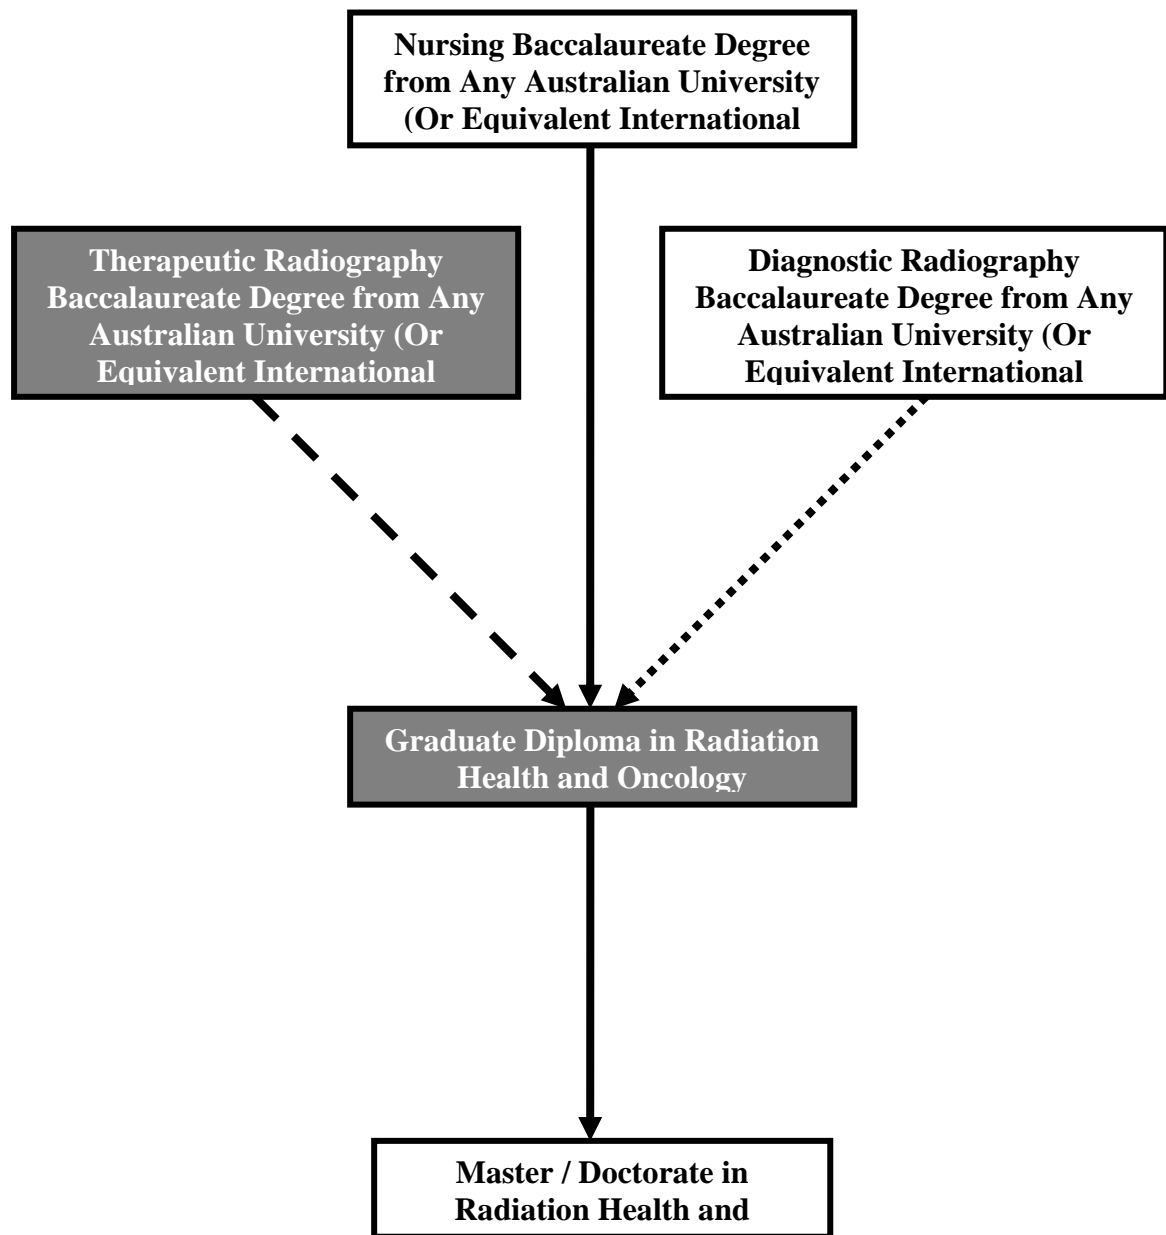 Nursing Baccalaureate Degree
from Any Australian University
(Or Equivalent International
Therapeutic Radiography
Baccalaureate Degree from Any
Australian University (Or
Equivalent International
Diagnostic Radiography
Baccalaureate Degree from Any
Australian University (Or
Equivalent International
Graduate Diploma in Radiation
Health and Oncology
Master / Doctorate in
Radiation Health and